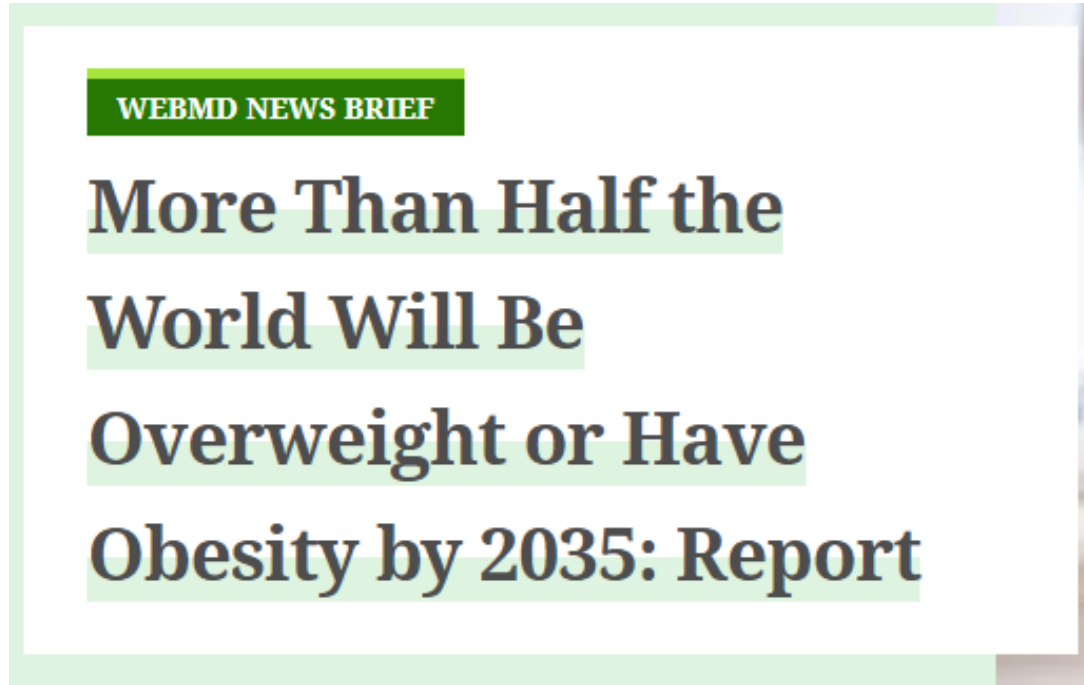 WEBMD NEWS BRIEF
More Than Half the
World Will Be
Overweight or Have
Obesity by 2035: Report